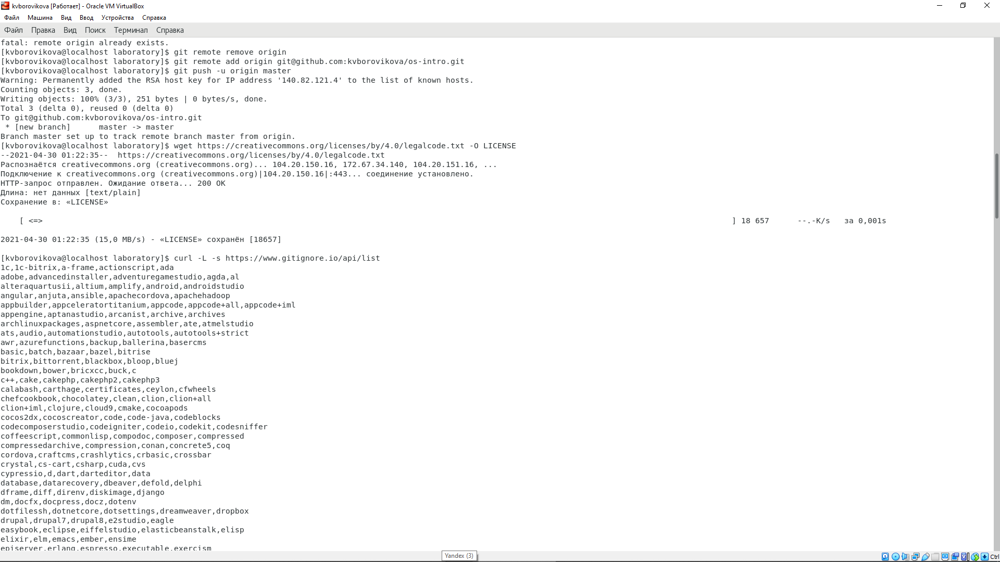 kvborovikova [Работает] - Oracle VM VirtualBox
Файл Машина Вид Ввод Устройства Справка
Файл Правка Вид Поиск Терминал Справка
fatal: remote origin already exists.
[kvborovikova@localhost laboratory]$ git remote remove origin
[kvborovikova@localhost laboratory]$ git remote add origin git@github.com:kvborovikova/os-intro.git
[kvborovikova@localhost laboratory]$ git push -u origin master
Warning: Permanently added the RSA host key for IP address '140.82.121.4' to the list of known hosts.
Counting objects: 3, done.
Writing objects: 100% (3/3), 251 bytes | 0 bytes/s, done.
Total 3 (delta 0), reused 0 (delta 0)
To git@github.com:kvborovikova/os-intro.git
 * [new branch]      master -> master
Branch master set up to track remote branch master from origin.
[kvborovikova@localhost laboratory]$ wget https://creativecommons.org/licenses/by/4.0/legalcode.txt -O LICENSE
--2021-04-30 01:22:35--  https://creativecommons.org/licenses/by/4.0/legalcode.txt
Распознаётся creativecommons.org (creativecommons.org)... 104.20.150.16, 172.67.34.140, 104.20.151.16, ...
Подключение к creativecommons.org (creativecommons.org)|104.20.150.16|:443... соединение установлено.
HTTP-запрос отправлен. Ожидание ответа... 200 OK
Длина: нет данных [text/plain]
Сохранение в: «LICENSE»
[ <=> ] 18 657 --.-K/s за 0,001s
2021-04-30 01:22:35 (15,0 MB/s) - «LICENSE» сохранён [18657]
[kvborovikova@localhost laboratory]$ curl -L -s https://www.gitignore.io/api/list
1c,1c-bitrix,a-frame,actionscript,ada
adobe,advancedinstaller,adventuregamestudio,agda,al
alteraquartusii,altium,amplify,android,androidstudio
angular,anjuta,ansible,apachecordova,apachehadoop
appbuilder,appceleratortitanium,appcode,appcode+all,appcode+iml
appengine,aptanastudio,arcanist,archive,archives
archlinuxpackages,aspnetcore,assembler,ate,atmelstudio
ats,audio,automationstudio,autotools,autotools+strict
awr,azurefunctions,backup,ballerina,basercms
basic,batch,bazaar,bazel,bitrise
bitrix,bittorrent,blackbox,bloop,bluej
bookdown,bower,bricxcc,buck,c
c++,cake,cakephp,cakephp2,cakephp3
calabash,carthage,certificates,ceylon,cfwheels
chefcookbook,chocolatey,clean,clion,clion+all
clion+iml,clojure,cloud9,cmake,cocoapods
cocos2dx,cocoscreator,code,code-java,codeblocks
codecomposerstudio,codeigniter,codeio,codekit,codesniffer
coffeescript,commonlisp,compodoc,composer,compressed
compressedarchive,compression,conan,concrete5,coq
cordova,craftcms,crashlytics,crbasic,crossbar
crystal,cs-cart,csharp,cuda,cvs
cypressio,d,dart,darteditor,data
database,datarecovery,dbeaver,defold,delphi
dframe,diff,direnv,diskimage,django
dm,docfx,docpress,docz,dotenv
dotfilessh,dotnetcore,dotsettings,dreamweaver,dropbox
drupal,drupal7,drupal8,e2studio,eagle
easybook,eclipse,eiffelstudio,elasticbeanstalk,elisp
elixir,elm,emacs,ember,ensime
episerver,erlang,espresso,executable,exercism
Yandex (3)
Ctrl